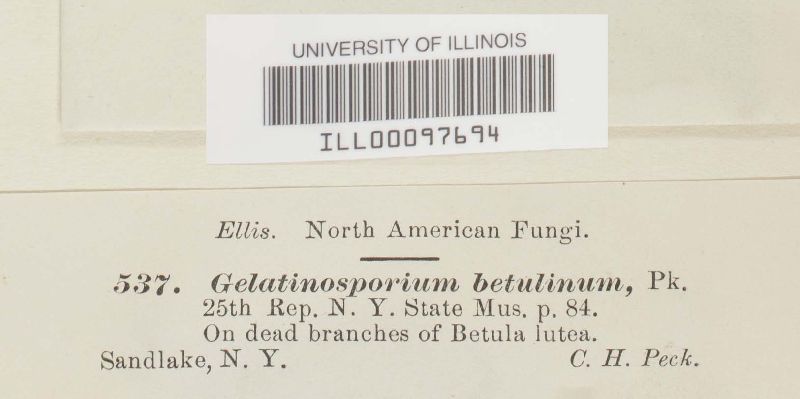 UNIVERSITY OF ILLINOIS
ILL00097694
Ellis. North American Fungi.
537. Gelatinosporium betulinum, Pk.
25th Rep. N. Y. State Mus. p. 84.
On dead branches of Betula lutea.
Sandlake, N. Y. C. H. Peck.